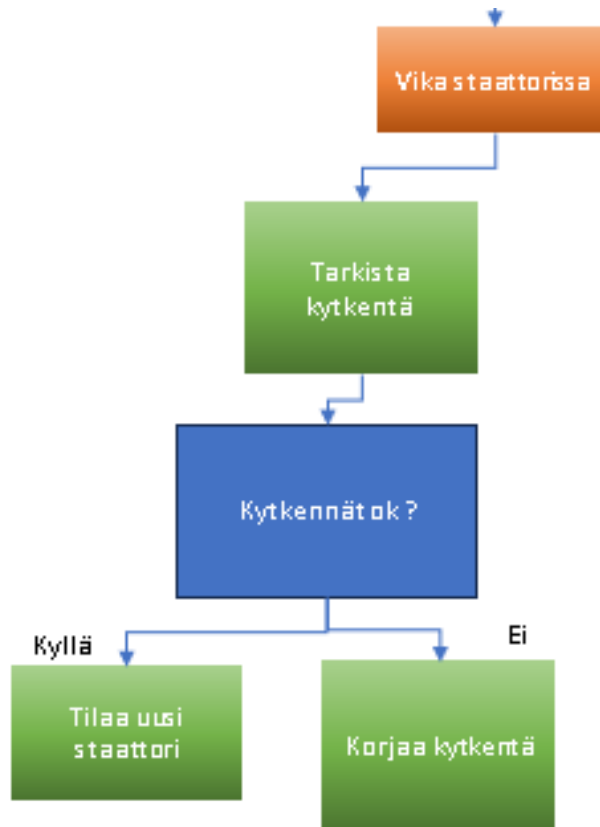 Vika staattorissa
Tarkista
kytkentä
Kytkennät ok ?
Kyllä
Ei
Tilaa uusi
staattori
Korjaa kytkentä